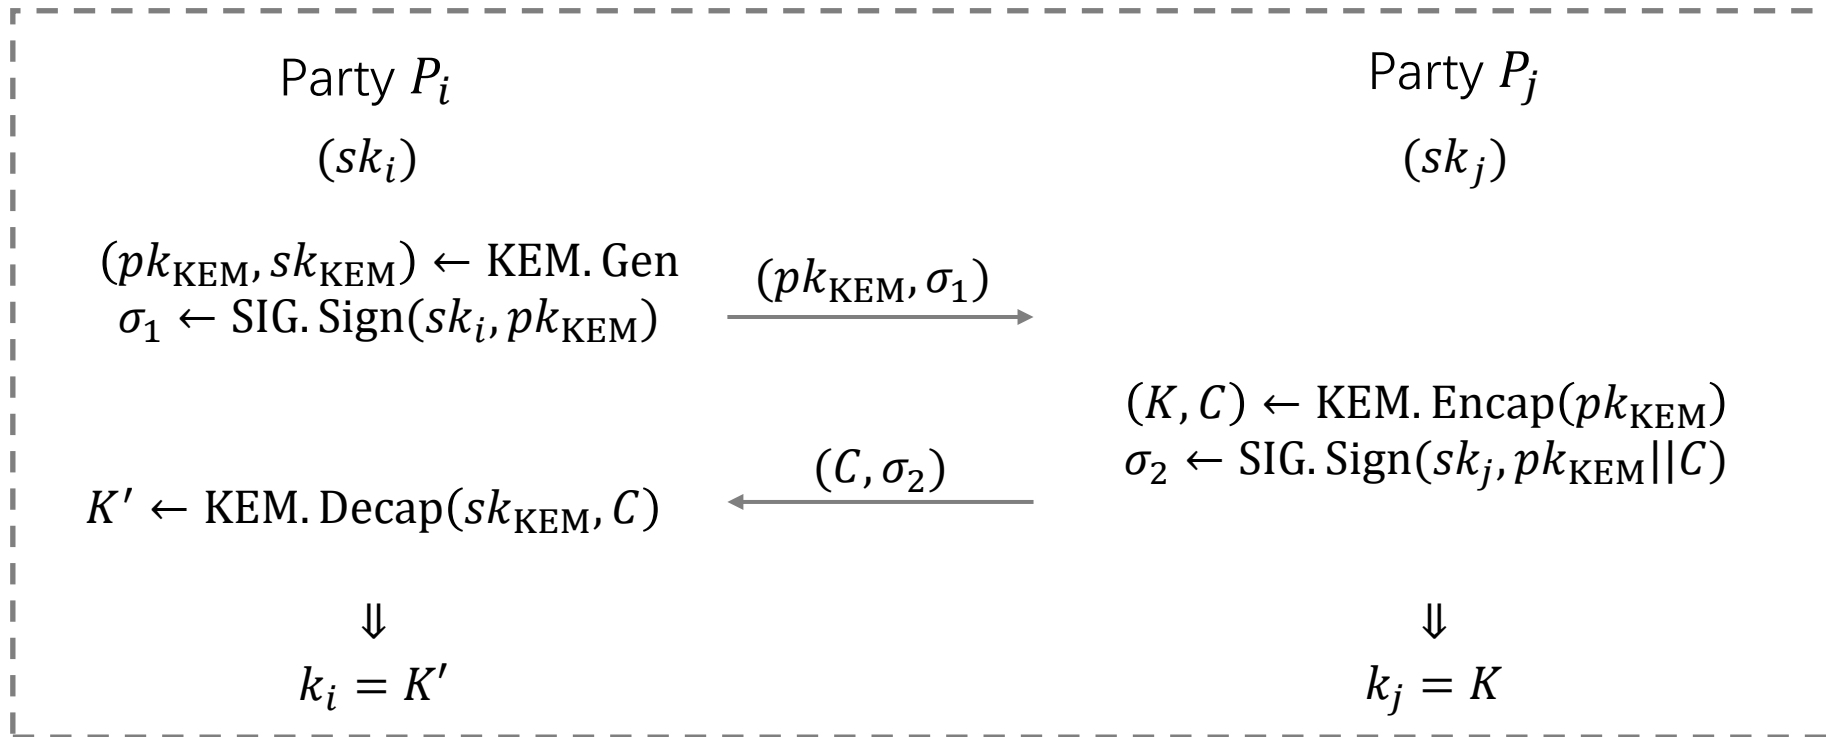 Party P_i
Party P_j
(sk_i)
(sk_j)
(pk_KEM, sk_KEM) ← KEM. Gen
σ_1 ← SIG. Sign(sk_i, pk_KEM)
(pk_KEM, σ_1)
(K, C) ← KEM. Encap(pk_KEM)
σ_2 ← SIG. Sign(sk_j, pk_KEM||C)
(C, σ_2)
K′ ← KEM. Decap(sk_KEM, C)
⇓
⇓
k_i = K′
k_j = K